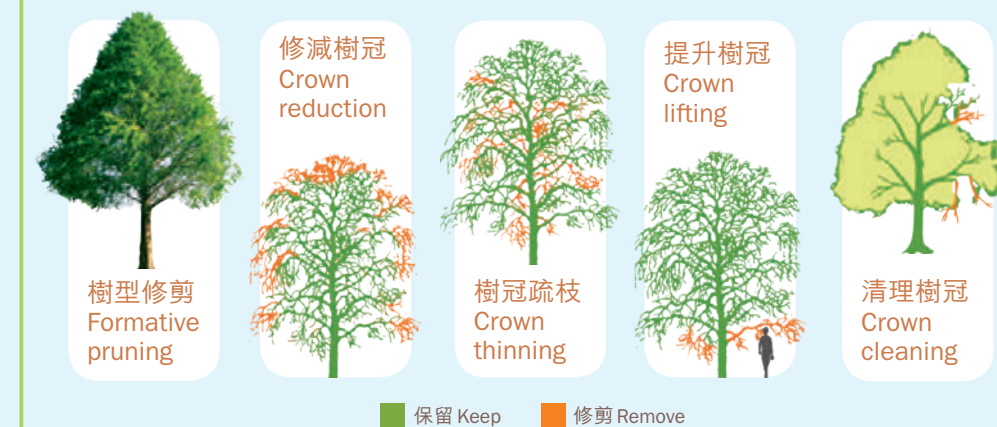 樹型修剪
Formative
pruning
修減樹冠
Crown
reduction
樹冠疏枝
Crown
thinning
提升樹冠
Crown
lifting
清理樹冠
Crown
cleaning
保留 Keep
修剪 Remove